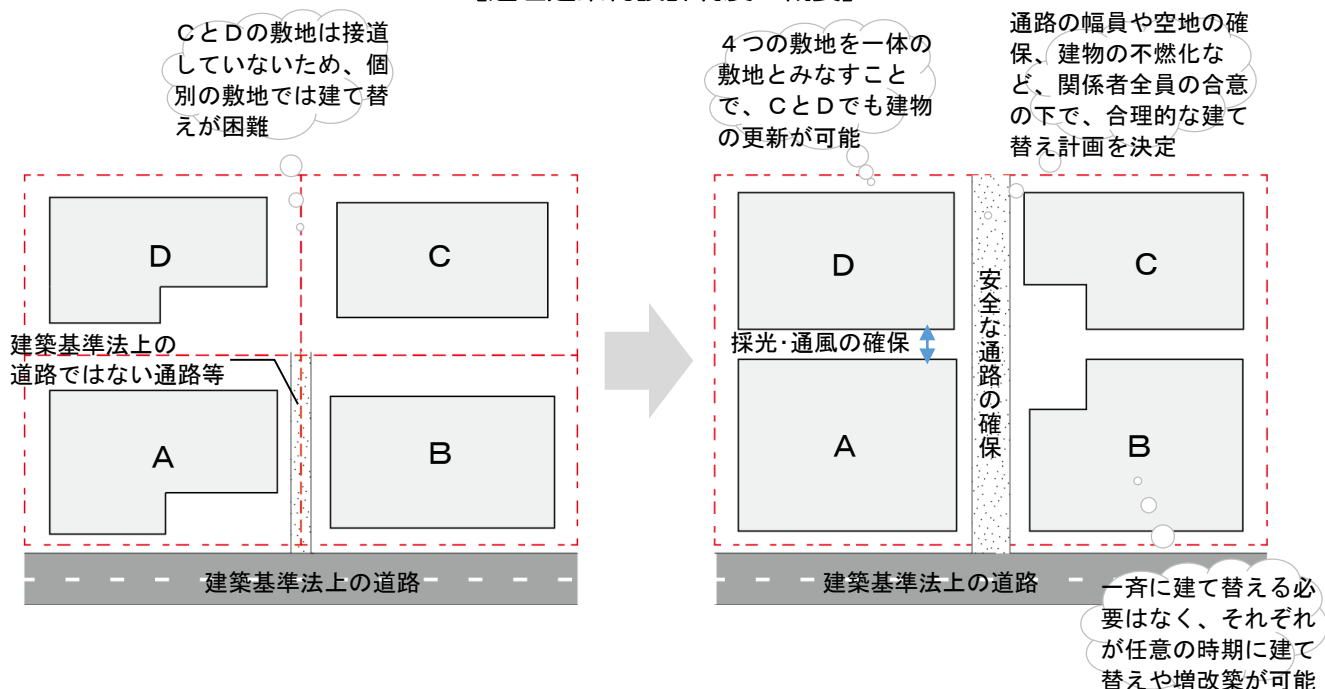 CとDの敷地は接道
していないため、個
別の敷地では建て替
えが困難
４つの敷地を一体の
敷地とみなすこと
で、CとDでも建物
の更新が可能
通路の幅員や空地の確
保、建物の不燃化な
ど、関係者全員の合意
の下で、合理的な建て
替え計画を決定
D
C
建築基準法上の
道路ではない通路等
A
B
建築基準法上の道路
D
C
採光･通風の確保
安全な通路の確保
A
B
建築基準法上の道路
一斉に建て替える必
要はなく、それぞれ
が任意の時期に建て
替えや増改築が可能